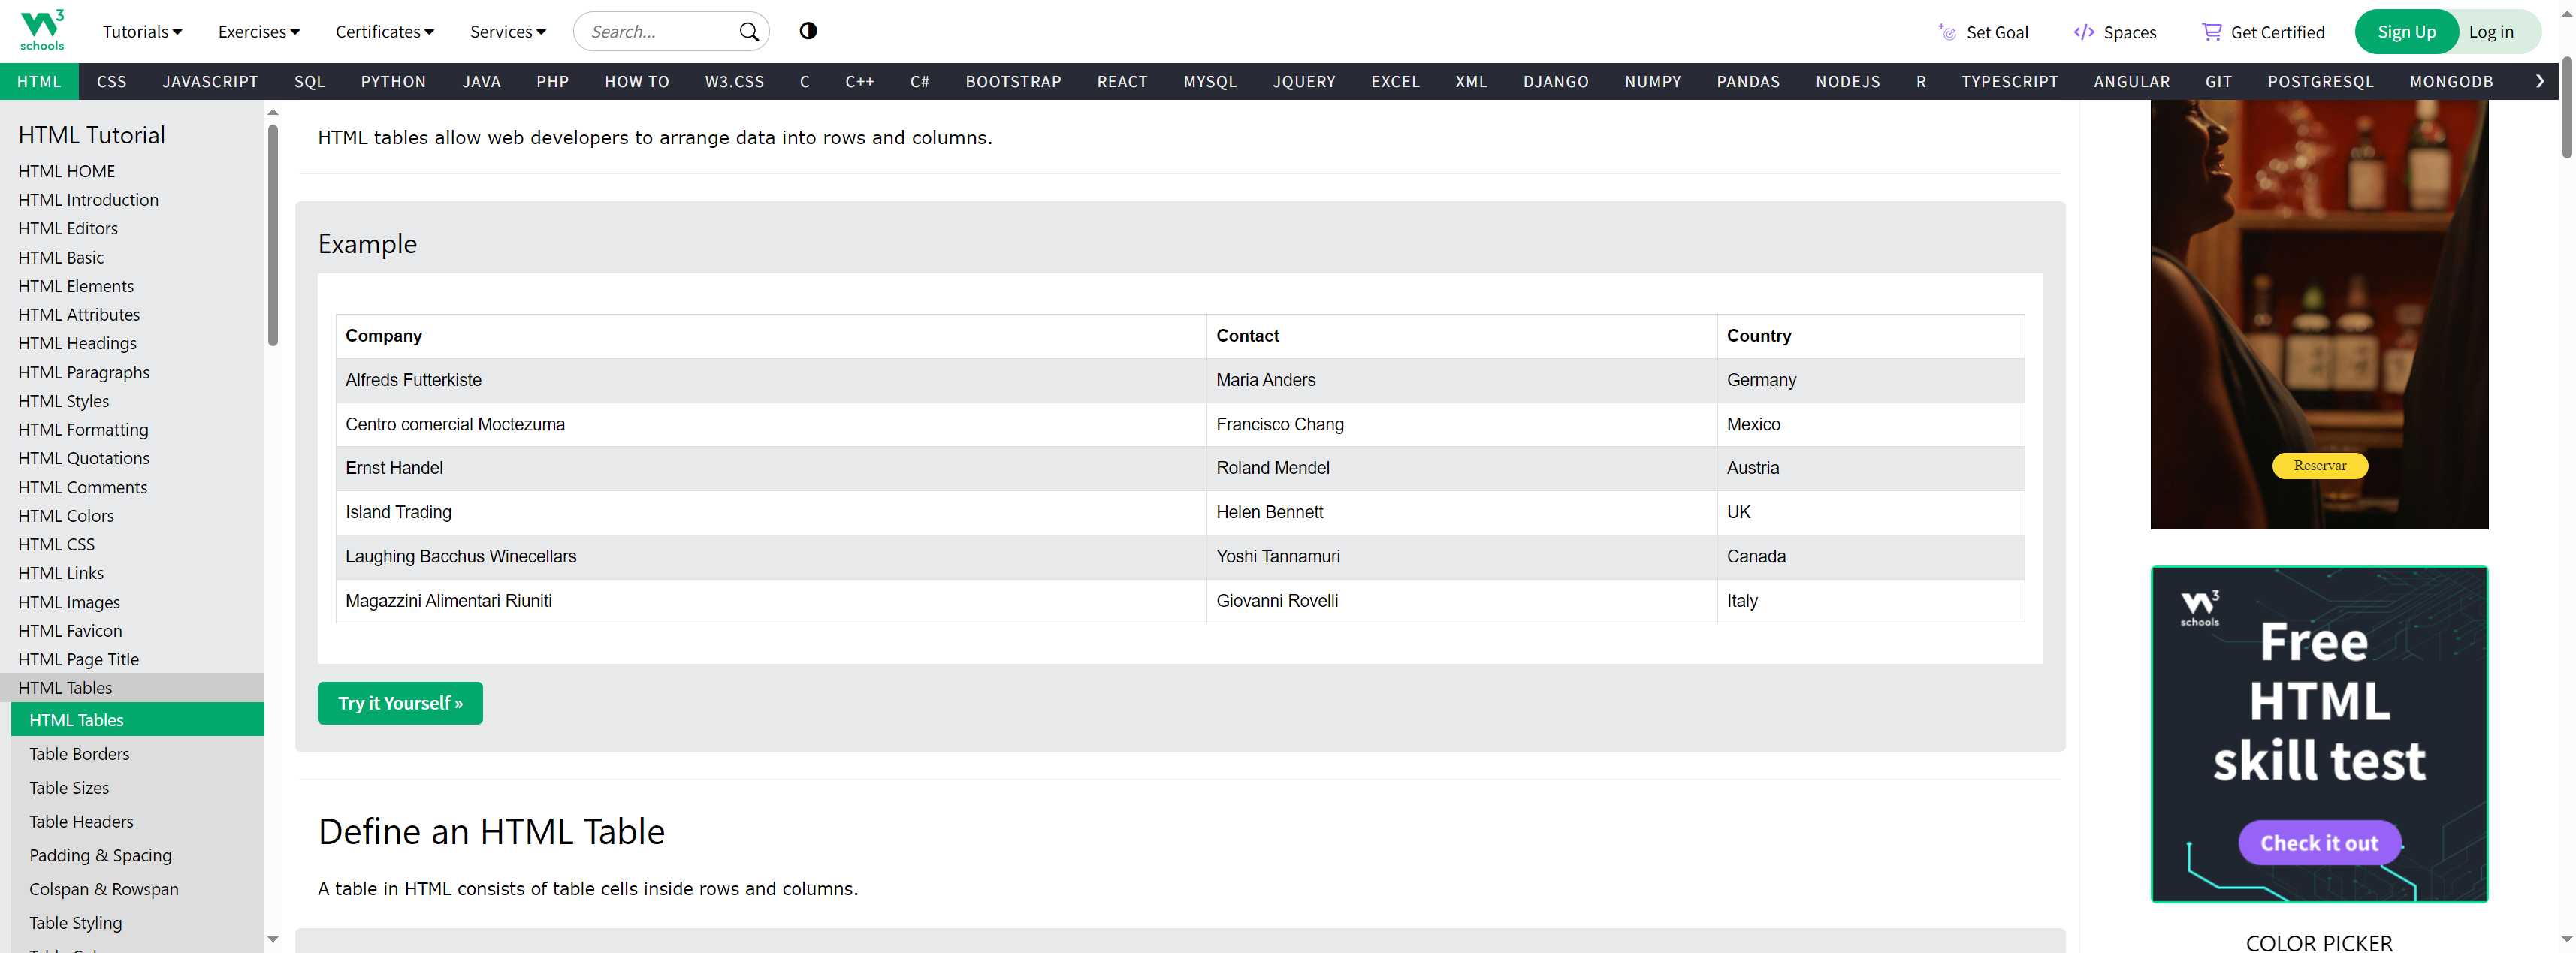 W3 schools
Tutorials Exercises Certificates Services Search... Set Goal Spaces Get Certified Sign Up Log in
HTML CSS JAVASCRIPT SQL PYTHON JAVA PHP HOW TO W3.CSS C C++ C# BOOTSTRAP REACT MYSQL JQUERY EXCEL XML DJANGO NUMPY PANDAS NODEJS R TYPESCRIPT ANGULAR GIT POSTGRESQL MONGODB
HTML Tutorial
HTML HOME
HTML Introduction
HTML Editors
HTML Basic
HTML Elements
HTML Attributes
HTML Headings
HTML Paragraphs
HTML Styles
HTML Formatting
HTML Quotations
HTML Comments
HTML Colors
HTML CSS
HTML Links
HTML Images
HTML Favicon
HTML Page Title
HTML Tables
HTML Tables
Table Borders
Table Sizes
Table Headers
Padding & Spacing
Colspan & Rowspan
Table Styling
HTML tables allow web developers to arrange data into rows and columns.
Example
Company Contact Country
Alfreds Futterkiste Maria Anders Germany
Centro comercial Moctezuma Francisco Chang Mexico
Ernst Handel Roland Mendel Austria
Island Trading Helen Bennett UK
Laughing Bacchus Winecellars Yoshi Tannamuri Canada
Magazzini Alimentari Riuniti Giovanni Rovelli Italy
Try it Yourself »
Define an HTML Table
A table in HTML consists of table cells inside rows and columns.
Reservar
W3 schools
Free
HTML
skill test
Check it out
COLOR PICKER